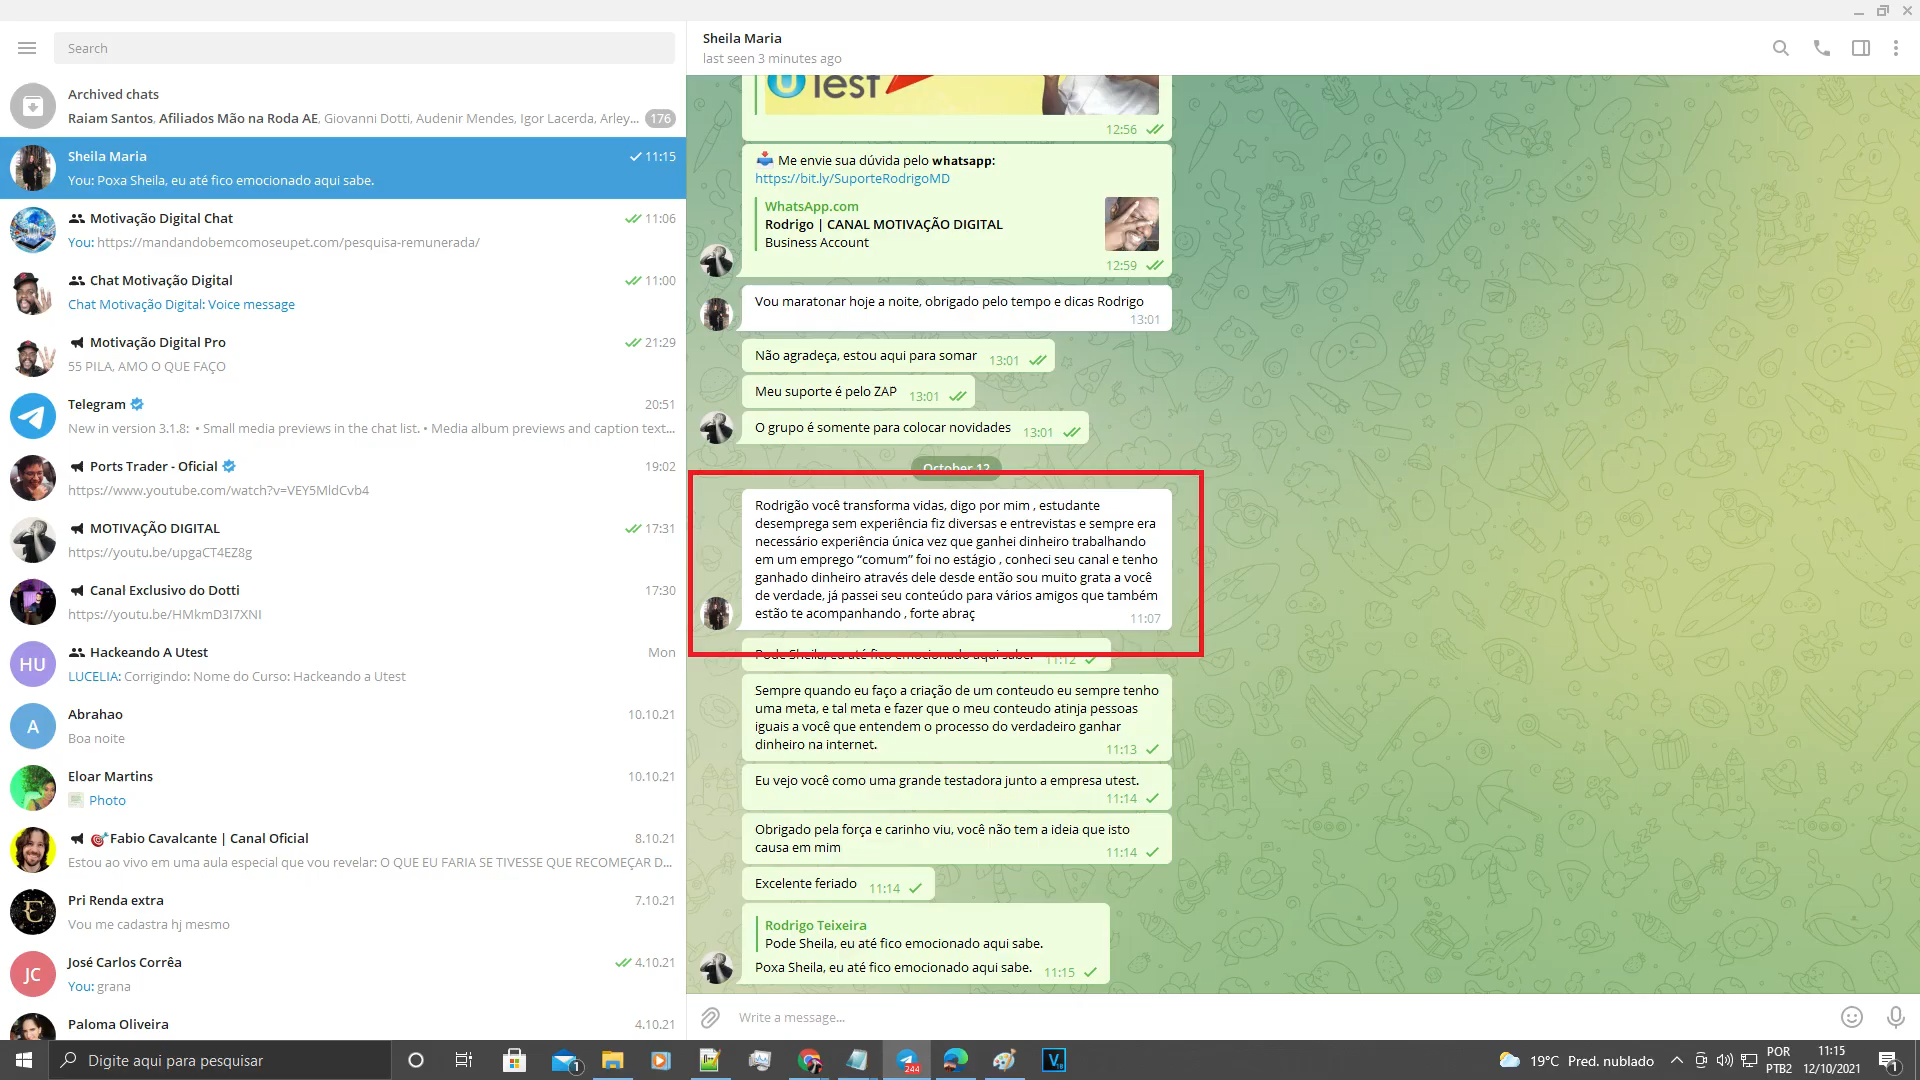 Search
Archived chats
Raiam Santos, Afiliados Mão na Roda AE, Giovanni Dotti, Audenir Mendes, Igor Lacerda, Arley... 176
Sheila Maria 11:15
You: Poxa Sheila, eu até fico emocionado aqui sabe.
Motivação Digital Chat 11:06
You: https://mandandobemcomoseupet.com/pesquisa-remunerada/
Chat Motivação Digital 11:00
Chat Motivação Digital: Voice message
Motivação Digital Pro 21:29
55 PILA, AMO O QUE FAÇO
Telegram 20:51
New in version 3.1.8: • Small media previews in the chat list. • Media album previews and caption text...
Ports Trader - Oficial 19:02
https://www.youtube.com/watch?v=VEY5MldCvb4
MOTIVAÇÃO DIGITAL 17:31
https://youtu.be/upgaCT4EZ8g
Canal Exclusivo do Dotti 17:30
https://youtu.be/HMkmD3I7XNI
HU
Hackeando A Utest Mon
LUCELIA: Corrigindo: Nome do Curso: Hackeando a Utest
A
Abrahao 10.10.21
Boa noite
Eloar Martins 10.10.21
Photo
Fabio Cavalcante | Canal Oficial 8.10.21
Estou ao vivo em uma aula especial que vou revelar: O QUE EU FARIA SE TIVESSE QUE RECOMEÇAR D...
Pri Renda extra 7.10.21
Vou me cadastra hj mesmo
JC
José Carlos Corrêa 4.10.21
You: grana
Paloma Oliveira 4.10.21
Sheila Maria
last seen 3 minutes ago
uTest
12:56
Me envie sua dúvida pelo whatsapp:
https://bit.ly/SuporteRodrigoMD
WhatsApp.com
Rodrigo | CANAL MOTIVAÇÃO DIGITAL
Business Account
12:59
Vou maratonar hoje a noite, obrigado pelo tempo e dicas Rodrigo
13:01
Não agradeça, estou aqui para somar 13:01
Meu suporte é pelo ZAP 13:01
O grupo é somente para colocar novidades 13:01
October 12
Rodrigão você transforma vidas, digo por mim , estudante
desemprega sem experiência fiz diversas e entrevistas e sempre era
necessário experiência única vez que ganhei dinheiro trabalhando
em um emprego “comum” foi no estágio , conheci seu canal e tenho
ganhado dinheiro através dele desde então sou muito grata a você
de verdade, já passei seu conteúdo para vários amigos que também
estão te acompanhando , forte abraç 11:07
Pode Sheila, eu até fico emocionado aqui sabe. 11:12
Sempre quando eu faço a criação de um conteudo eu sempre tenho
uma meta, e tal meta e fazer que o meu conteudo atinja pessoas
iguais a você que entendem o processo do verdadeiro ganhar
dinheiro na internet. 11:13
Eu vejo você como uma grande testadora junto a empresa utest.
11:14
Obrigado pela força e carinho viu, você não tem a ideia que isto
causa em mim 11:14
Excelente feriado 11:14
Rodrigo Teixeira
Pode Sheila, eu até fico emocionado aqui sabe.
Poxa Sheila, eu até fico emocionado aqui sabe. 11:15
Write a message...
Digite aqui para pesquisar
1
244
19°C Pred. nublado
POR
PTB2
11:15
12/10/2021
1